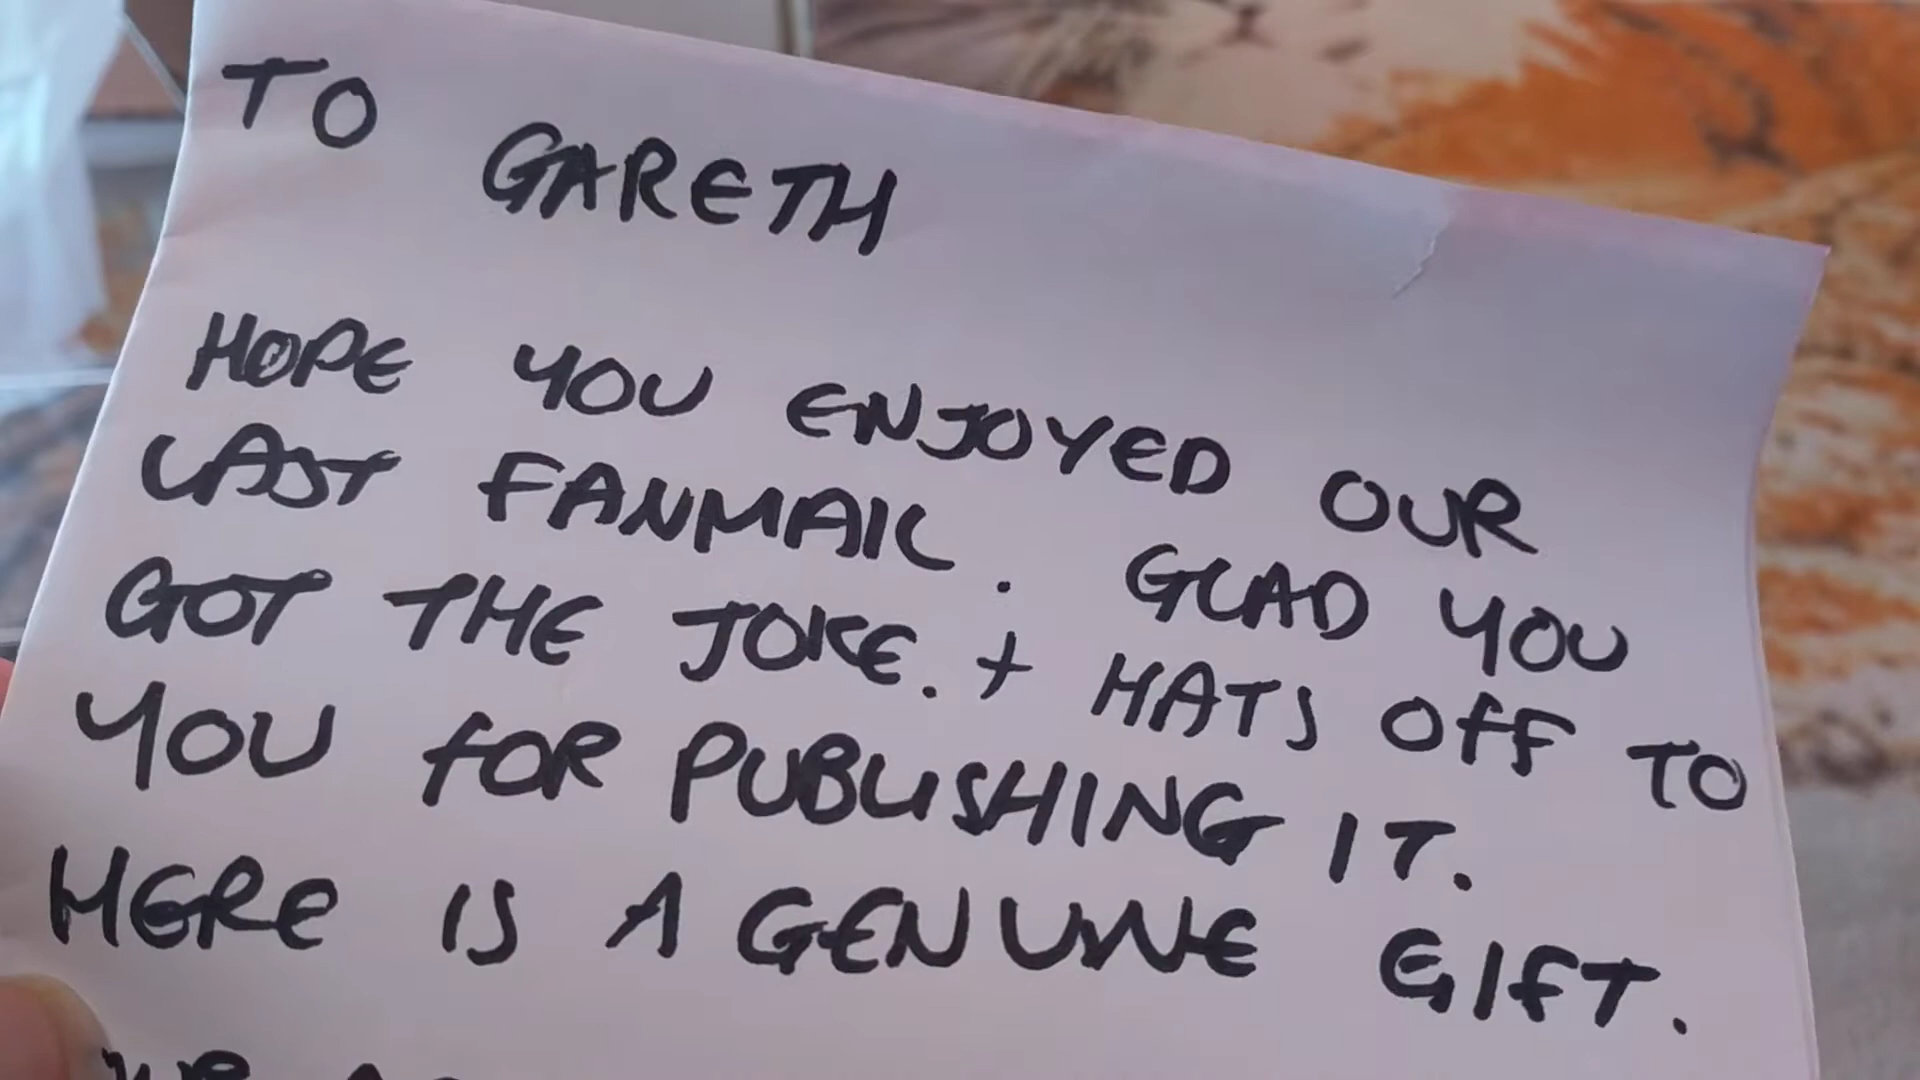 TO GARETH
HOPE YOU ENJOYED OUR
LAST FANMAIL. GLAD YOU
GOT THE JOKE. + HATS OFF TO
YOU FOR PUBLISHING IT.
HERE IS A GENUINE GIFT.